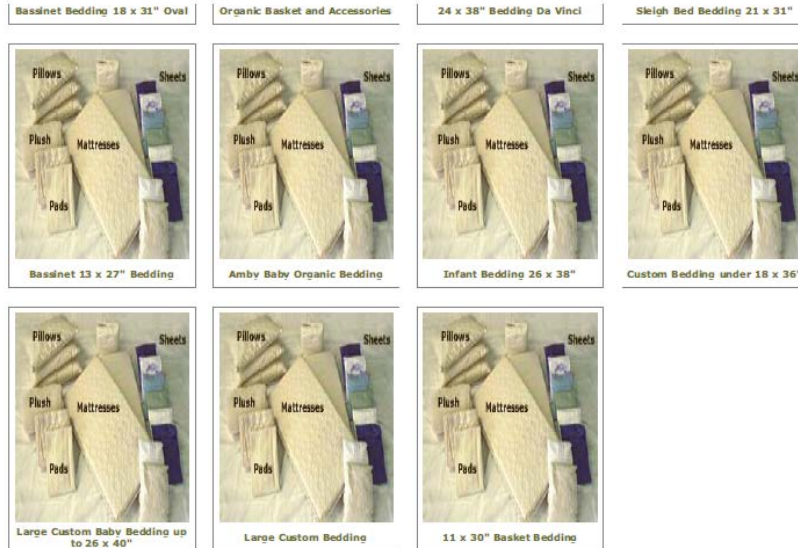 Bassinet Bedding 18 x 31" Oval
Organic Basket and Accessories
24 x 38" Bedding Da Vinci
Sleigh Bed Bedding 21 x 31"
Pillows
Sheets
Plush
Mattresses
Pads
Pillows
Sheets
Plush
Mattresses
Pads
Pillows
Sheets
Plush
Mattresses
Pads
Pillows
Sheets
Plush
Mattresses
Pads
Bassinet 13 x 27" Bedding
Amby Baby Organic Bedding
Infant Bedding 26 x 38"
Custom Bedding under 18 x 36"
Pillows
Sheets
Plush
Mattresses
Pads
Pillows
Sheets
Plush
Mattresses
Pads
Pillows
Sheets
Plush
Mattresses
Pads
Large Custom Baby Bedding up
to 26 x 40"
Large Custom Bedding
11 x 30" Basket Bedding